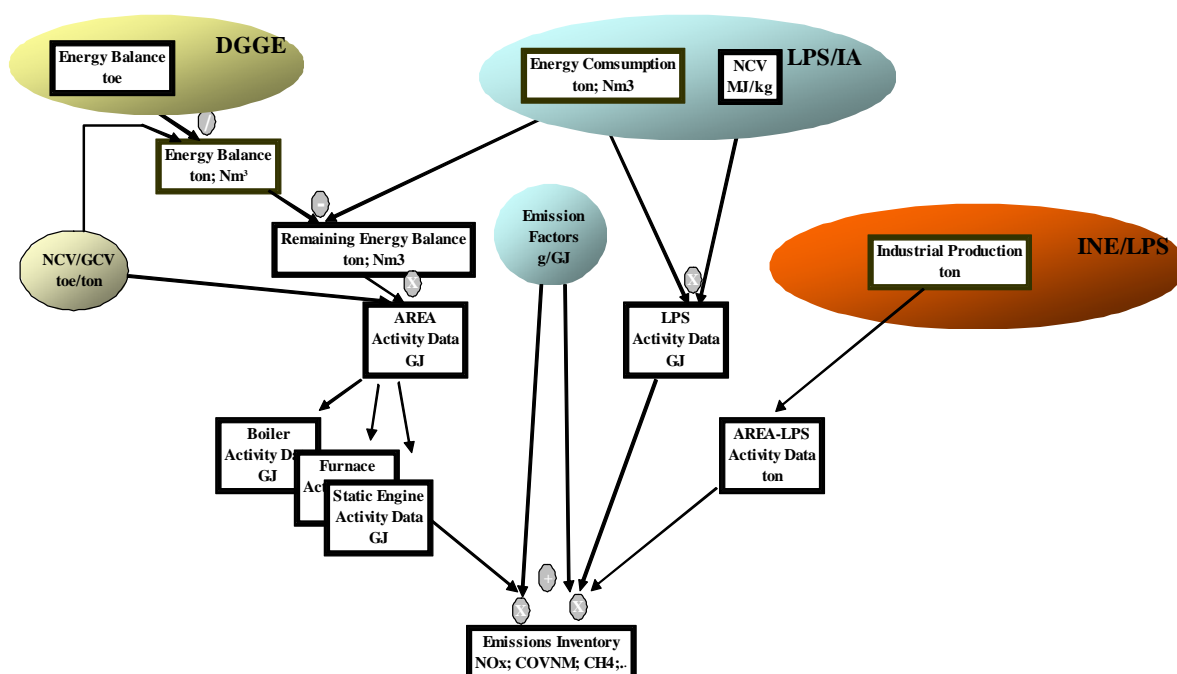 DGGE
Energy Balance
toe
/
Energy Balance
ton; Nm³
LPS/IA
Energy Comsumption
ton; Nm3
NCV
MJ/kg
-
Remaining Energy Balance
ton; Nm3
NCV/GCV
toe/ton
X
Emission
Factors
g/GJ
X
INE/LPS
Industrial Production
ton
AREA
Activity Data
GJ
LPS
Activity Data
GJ
Boiler
Activity Da
GJ
Furnace
Ac
Static Engine
Activity Data
GJ
AREA-LPS
Activity Data
ton
+
X
X
Emissions Inventory
NOx; COVNM; CH4;..